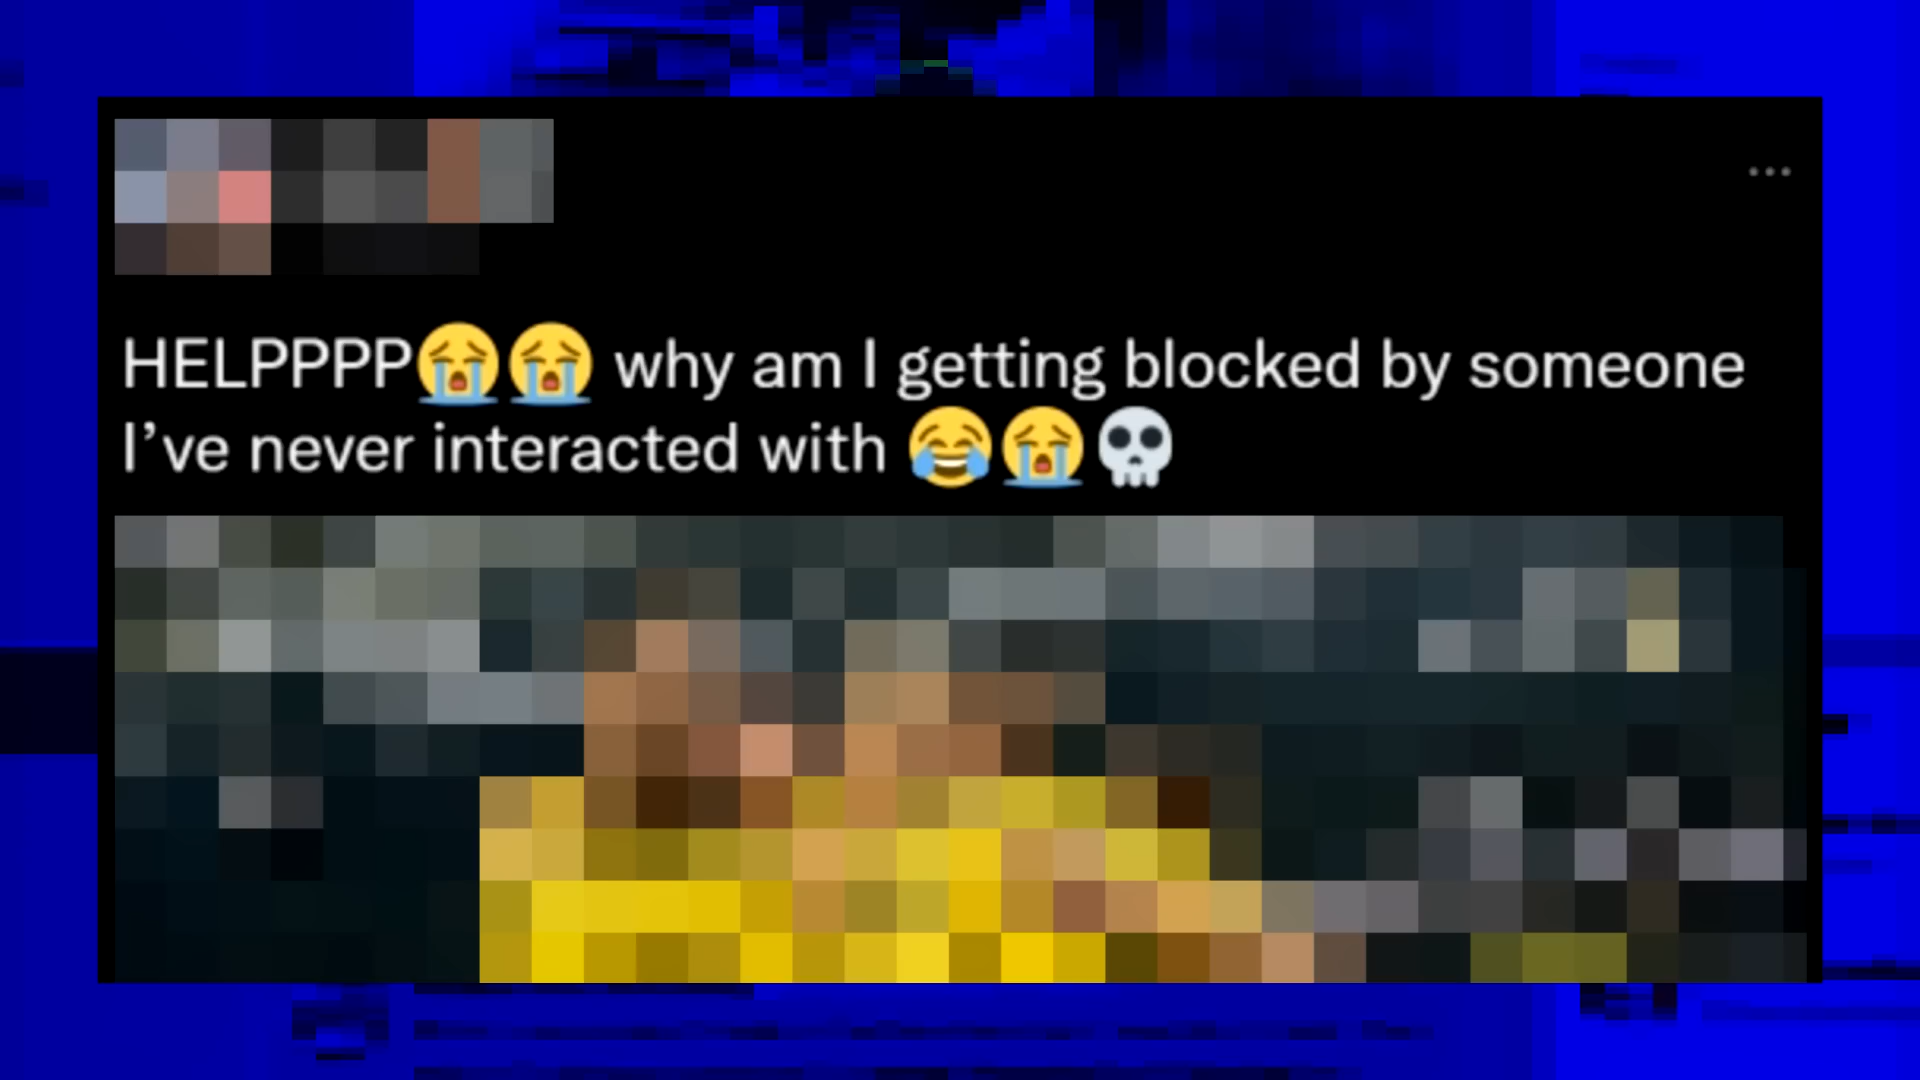 HELPPPP😭😭 why am I getting blocked by someone
I’ve never interacted with 😂😭💀